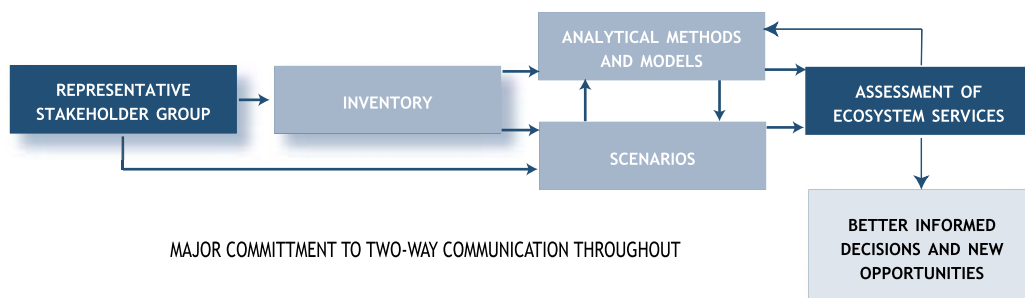 REPRESENTATIVE
STAKEHOLDER GROUP
INVENTORY
ANALYTICAL METHODS
AND MODELS
SCENARIOS
ASSESSMENT OF
ECOSYSTEM SERVICES
BETTER INFORMED
DECISIONS AND NEW
OPPORTUNITIES
MAJOR COMMITTMENT TO TWO-WAY COMMUNICATION THROUGHOUT